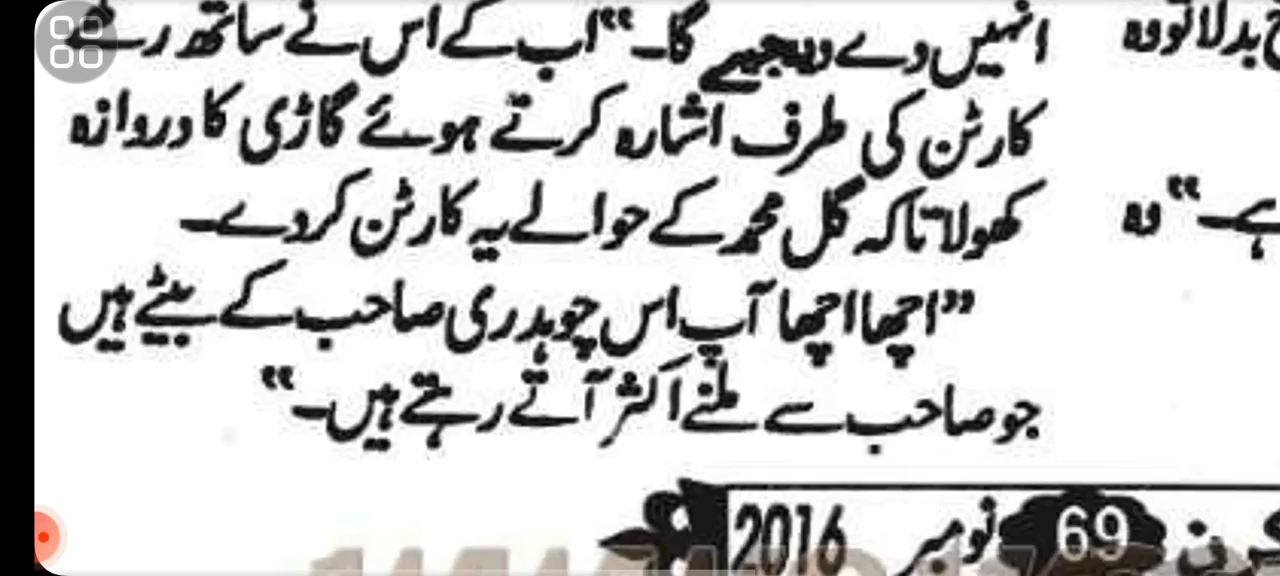 انہیں دے دیجیے گا۔“ اب کے اس نے ساتھ رکھے
کارٹن کی طرف اشارہ کرتے ہوئے گاڑی کا دروازہ
کھولا تاکہ گل محمد کے حوالے یہ کارٹن کر دے۔
”اچھا اچھا آپ اس چوہدری صاحب کے بیٹے ہیں
جو صاحب سے ملنے اکثر آتے رہتے ہیں۔“
بدلا تو وہ
ہے۔“ وہ
69 نومبر 2016